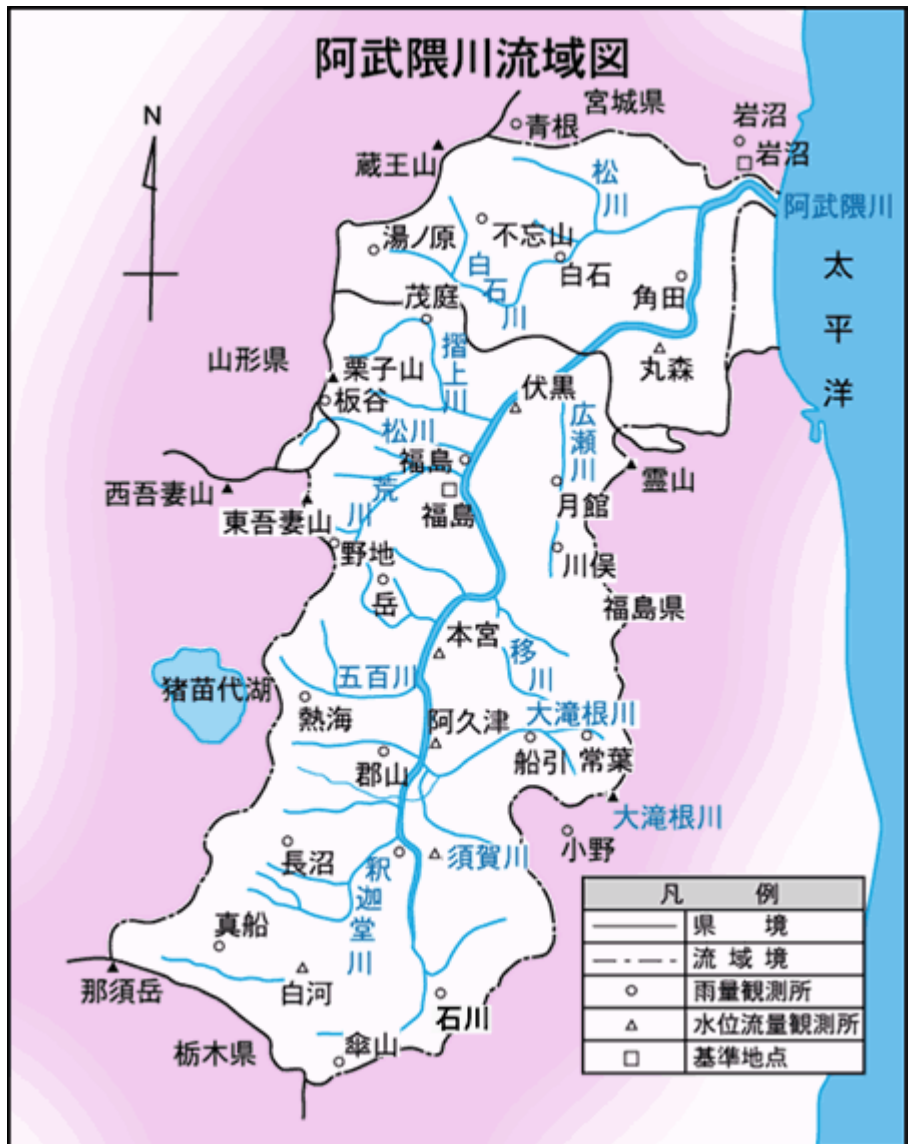 阿武隈川流域図
N
宮城県
青根
岩沼
岩沼
蔵王山
松川
阿武隈川
湯ノ原
不忘山
白石
白石川
角田
太平洋
茂庭
摺上川
丸森
山形県
栗子山
板谷
伏黒
広瀬川
松川
福島
荒川
福島
月館
霊山
西吾妻山
東吾妻山
野地
川俣
岳
福島県
本宮
移川
猪苗代湖
五百川
熱海
阿久津
大滝根川
船引
常葉
郡山
大滝根川
小野
長沼
釈迦堂川
須賀川
真船
白河
石川
那須岳
栃木県
傘山
凡 例
県 境
流域境
雨量観測所
水位流量観測所
基準地点